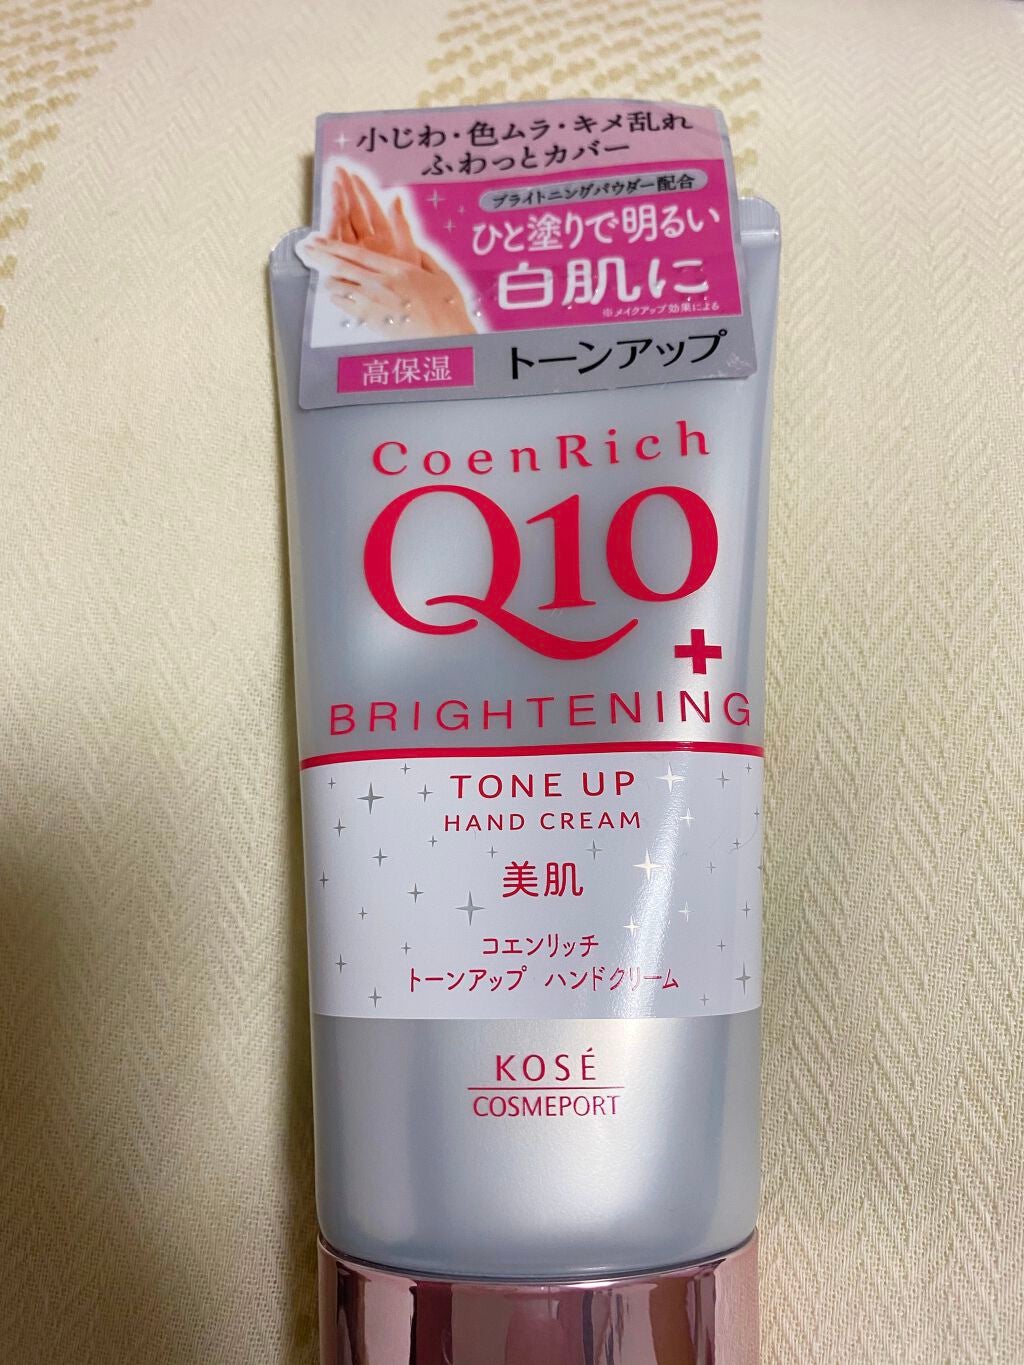 小じわ・色ムラ・キメ乱れ
ふわっとカバー
ブライトニングパウダー配合
ひと塗りで明るい
白肌に
※メイクアップ効果による
高保湿 トーンアップ
CoenRich
Q10
+
BRIGHTENING
TONE UP
HAND CREAM
美肌
コエンリッチ
トーンアップ ハンドクリーム
KOSÉ
COSMEPORT